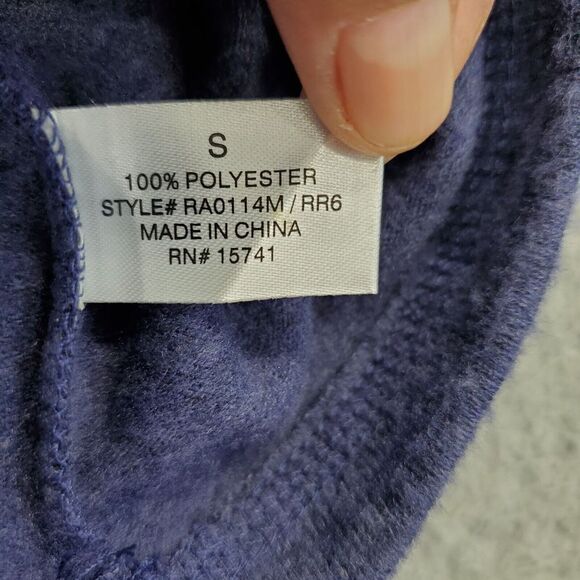 S
100% POLYESTER
STYLE# RA0114M / RR6
MADE IN CHINA
RN# 15741